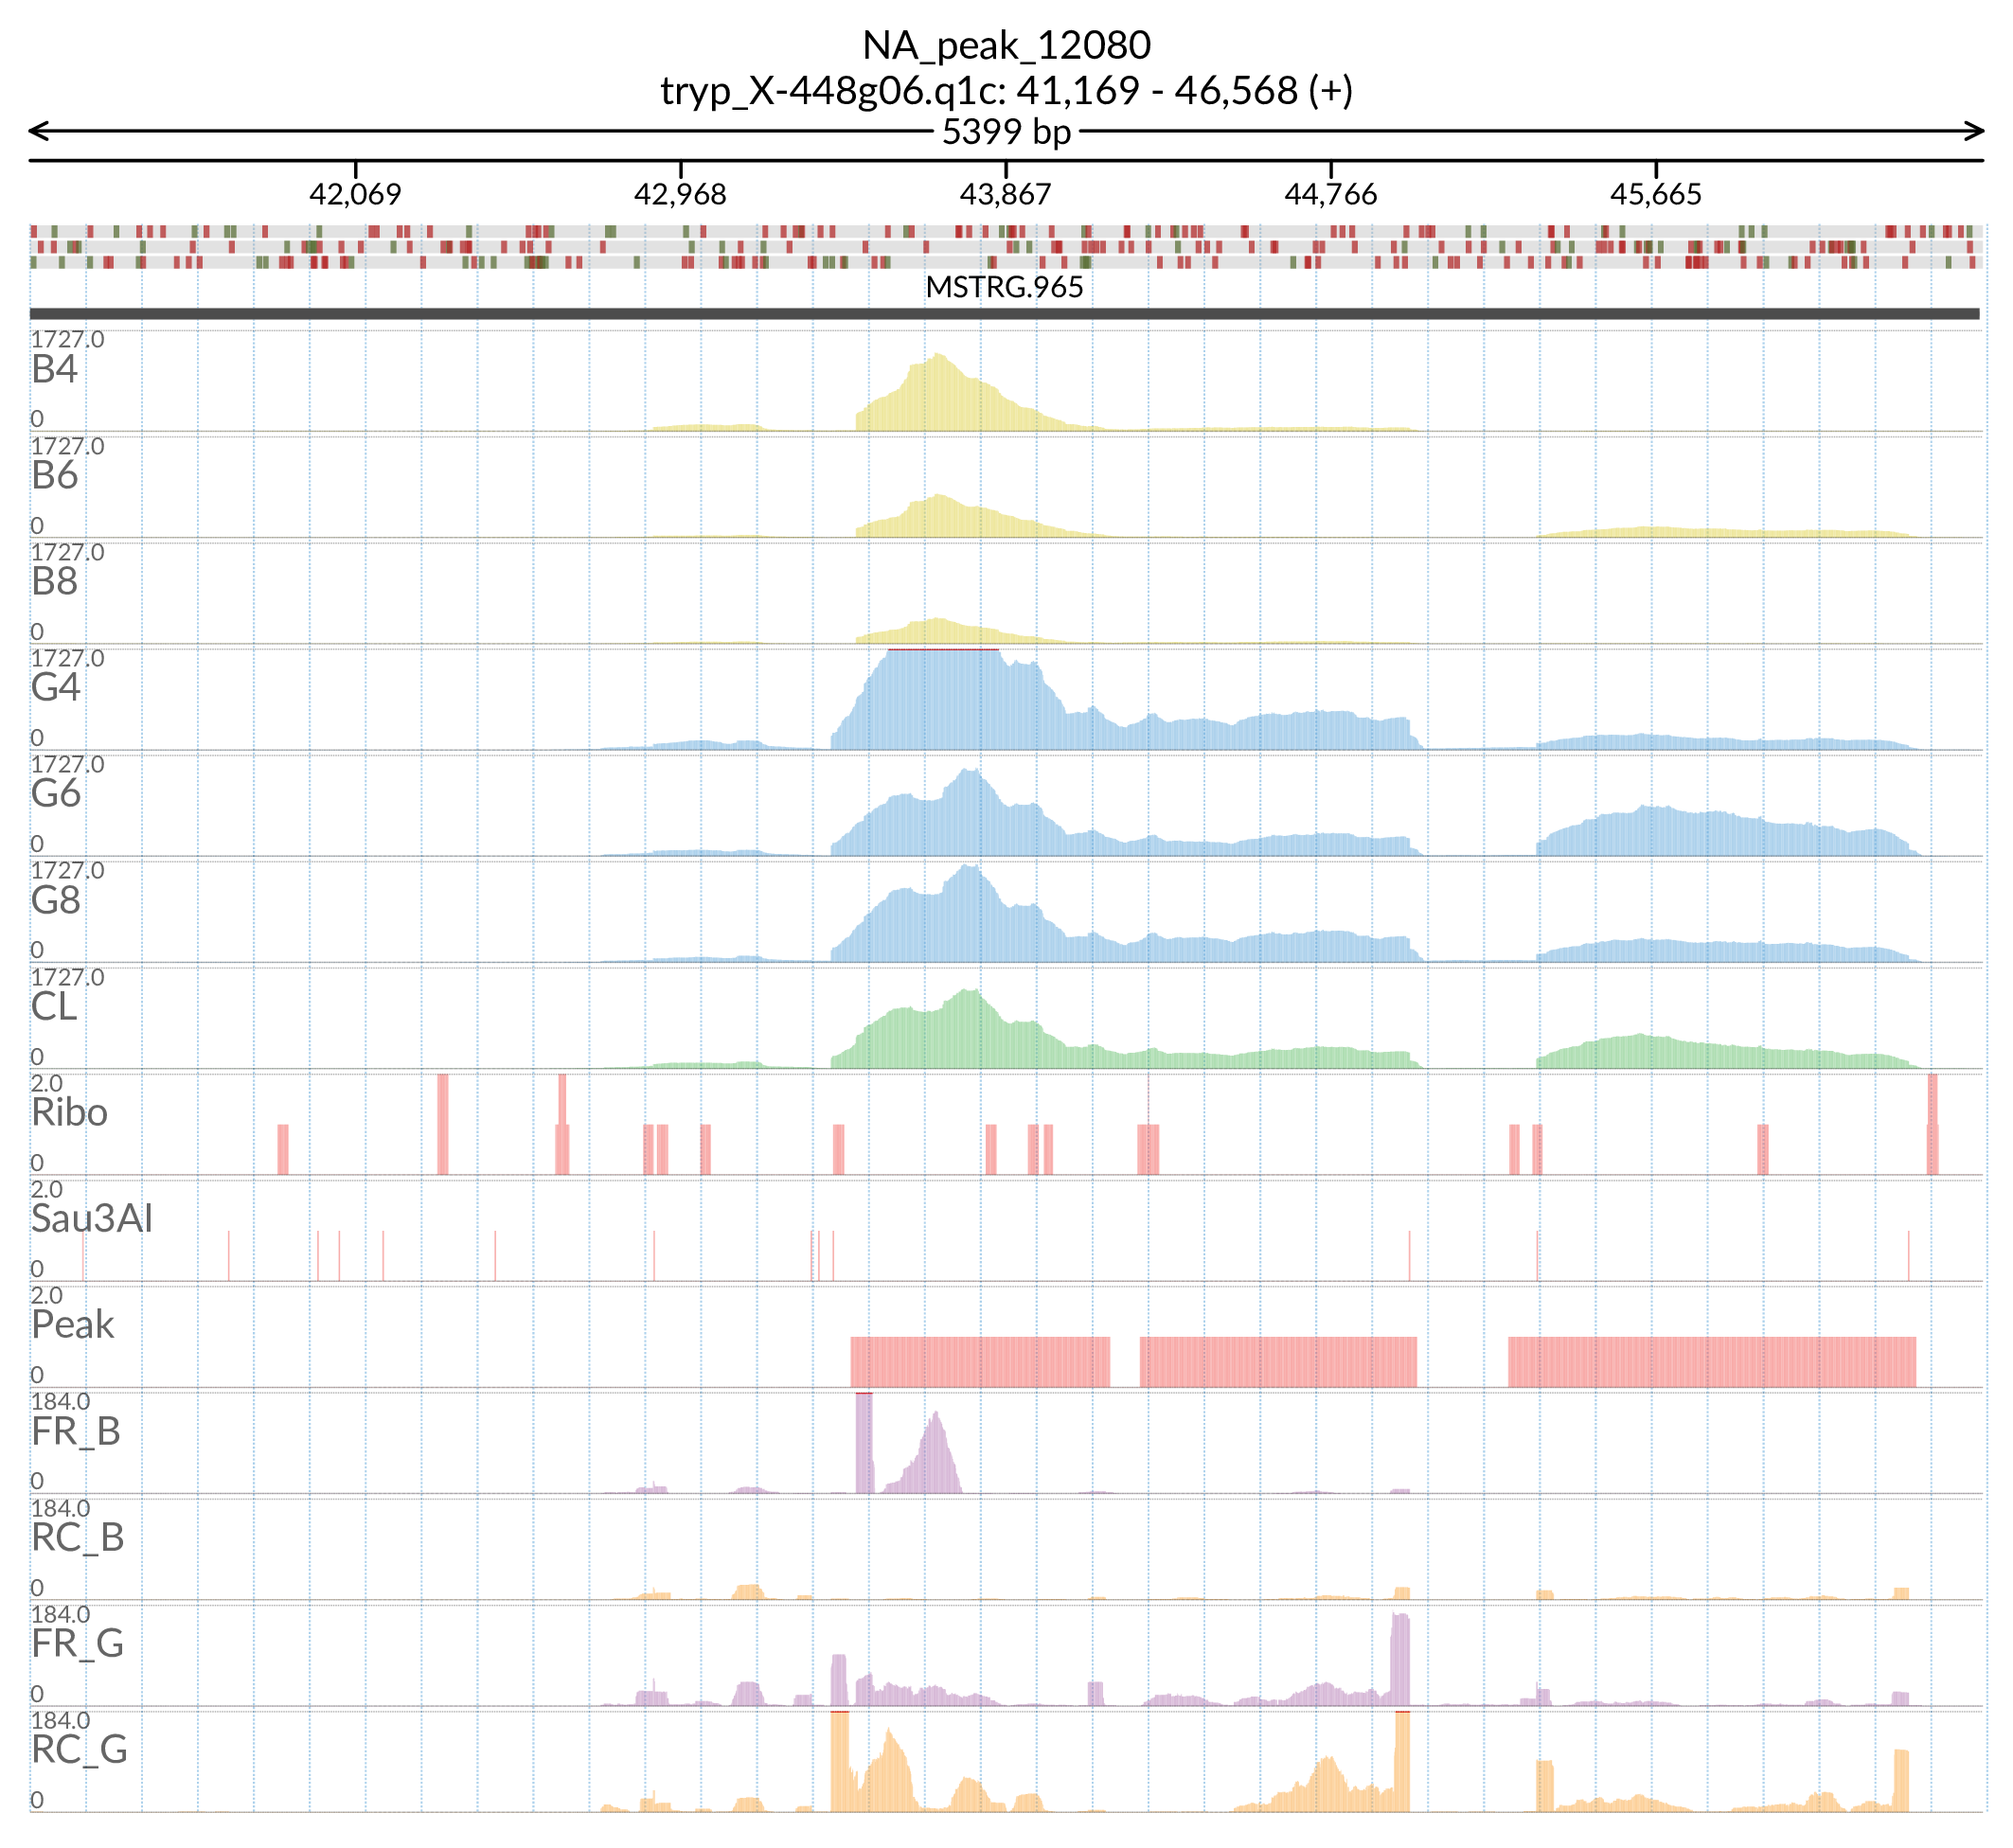 NA_peak_12080
tryp_X-448g06.q1c: 41,169 - 46,568 (+)
5399 bp
42,069 42,968 43,867 44,766 45,665
MSTRG.965
1727.0
B4
0
1727.0
B6
0
1727.0
B8
0
1727.0
G4
0
1727.0
G6
0
1727.0
G8
0
1727.0
CL
0
2.0
Ribo
0
2.0
Sau3AI
0
2.0
Peak
0
184.0
FR_B
0
184.0
RC_B
0
184.0
FR_G
0
184.0
RC_G
0